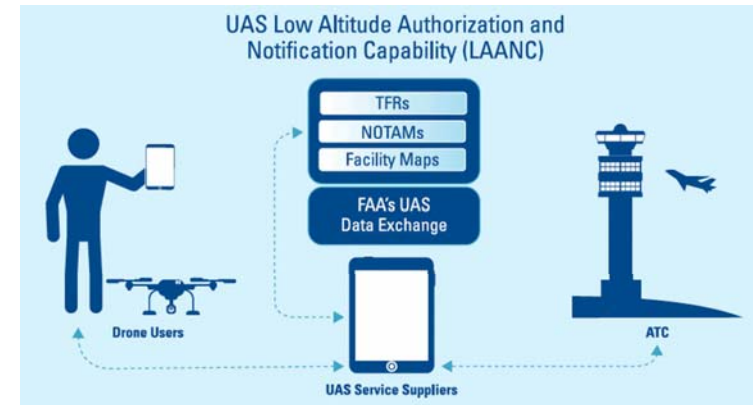 UAS Low Altitude Authorization and
Notification Capability (LAANC)
TFRs
NOTAMs
Facility Maps
FAA's UAS
Data Exchange
Drone Users
ATC
UAS Service Suppliers